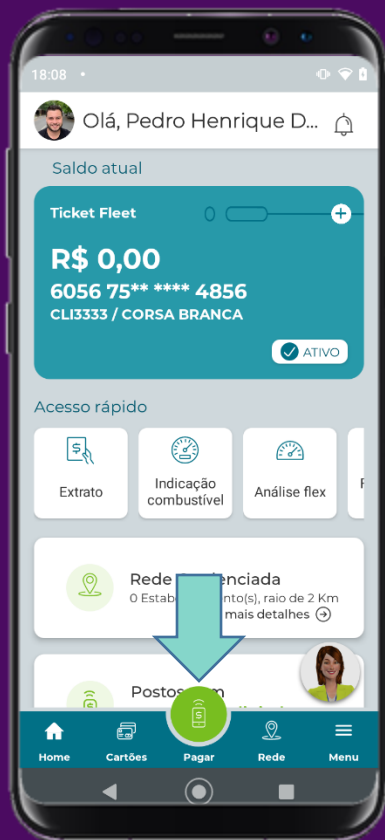 18:08
Olá, Pedro Henrique D...
Saldo atual
Ticket Fleet
R$ 0,00
6056 75** **** 4856
CLI3333 / CORSA BRANCA
ATIVO
Acesso rápido
Extrato
Indicação
combustível
Análise flex
Rede
0 Estab nto(s), raio de 2 Km
mais detalhes
Postos
Home
Cartões
Pagar
Rede
Menu